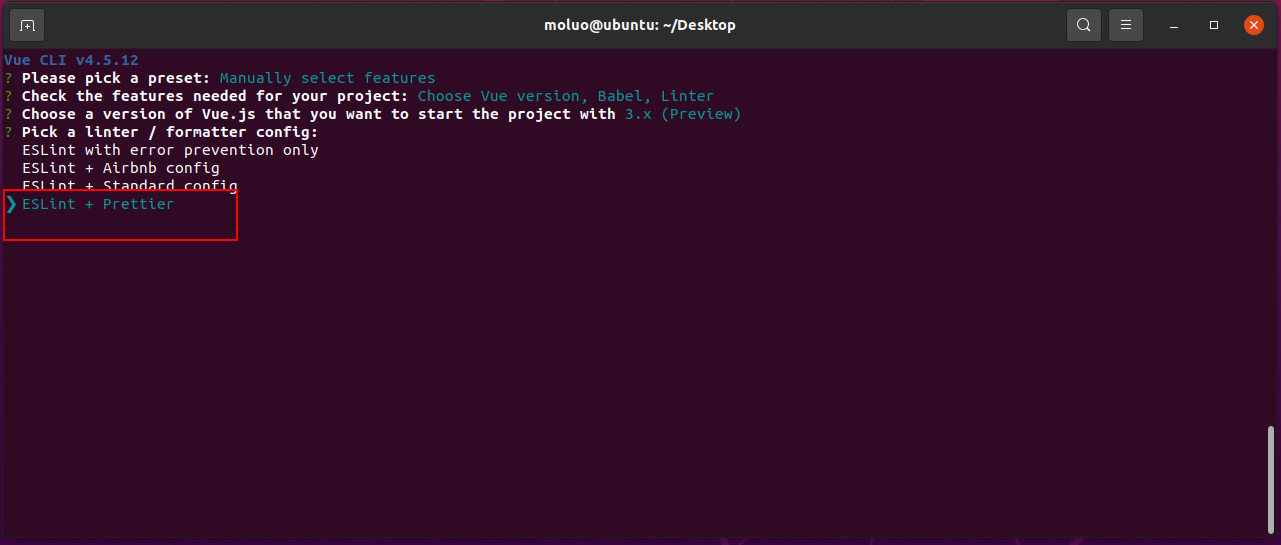 moluo@ubuntu: ~/Desktop
Vue CLI v4.5.12
? Please pick a preset: Manually select features
? Check the features needed for your project: Choose Vue version, Babel, Linter
? Choose a version of Vue.js that you want to start the project with 3.x (Preview)
? Pick a linter / formatter config:
ESLint with error prevention only
ESLint + Airbnb config
ESLint + Standard config
❯ ESLint + Prettier